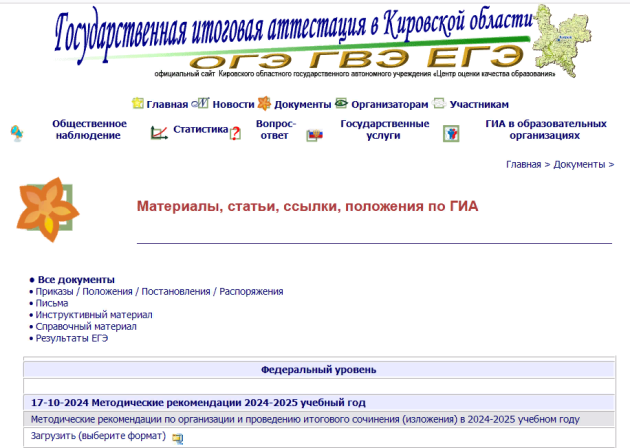 Государственная итоговая аттестация в Кировской области
ОГЭ ГВЭ ЕГЭ
официальный сайт Кировского областного государственного автономного учреждения «Центр оценки качества образования»
Главная Новости Документы Организаторам Участникам
Общественное наблюдение
Статистика
Вопрос-ответ
Государственные услуги
ГИА в образовательных организациях
Главная > Документы >
Материалы, статьи, ссылки, положения по ГИА
• Все документы
• Приказы / Положения / Постановления / Распоряжения
• Письма
• Инструктивный материал
• Справочный материал
• Результаты ЕГЭ
Федеральный уровень
17-10-2024 Методические рекомендации 2024-2025 учебный год
Методические рекомендации по организации и проведению итогового сочинения (изложения) в 2024-2025 учебном году
Загрузить (выберите формат)